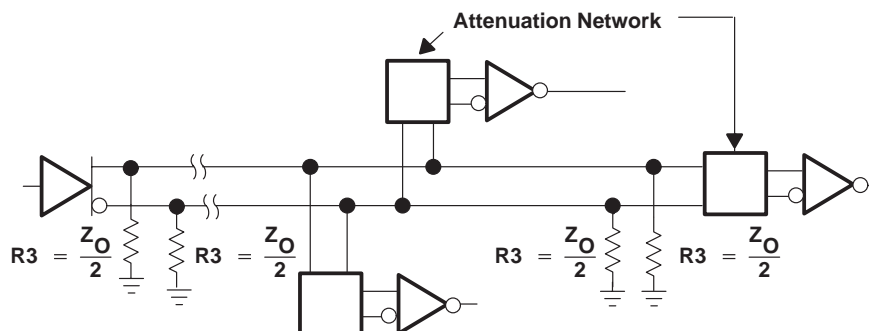 Attenuation Network
R3 = Z_O/2
R3 = Z_O/2
R3 = Z_O/2
R3 = Z_O/2